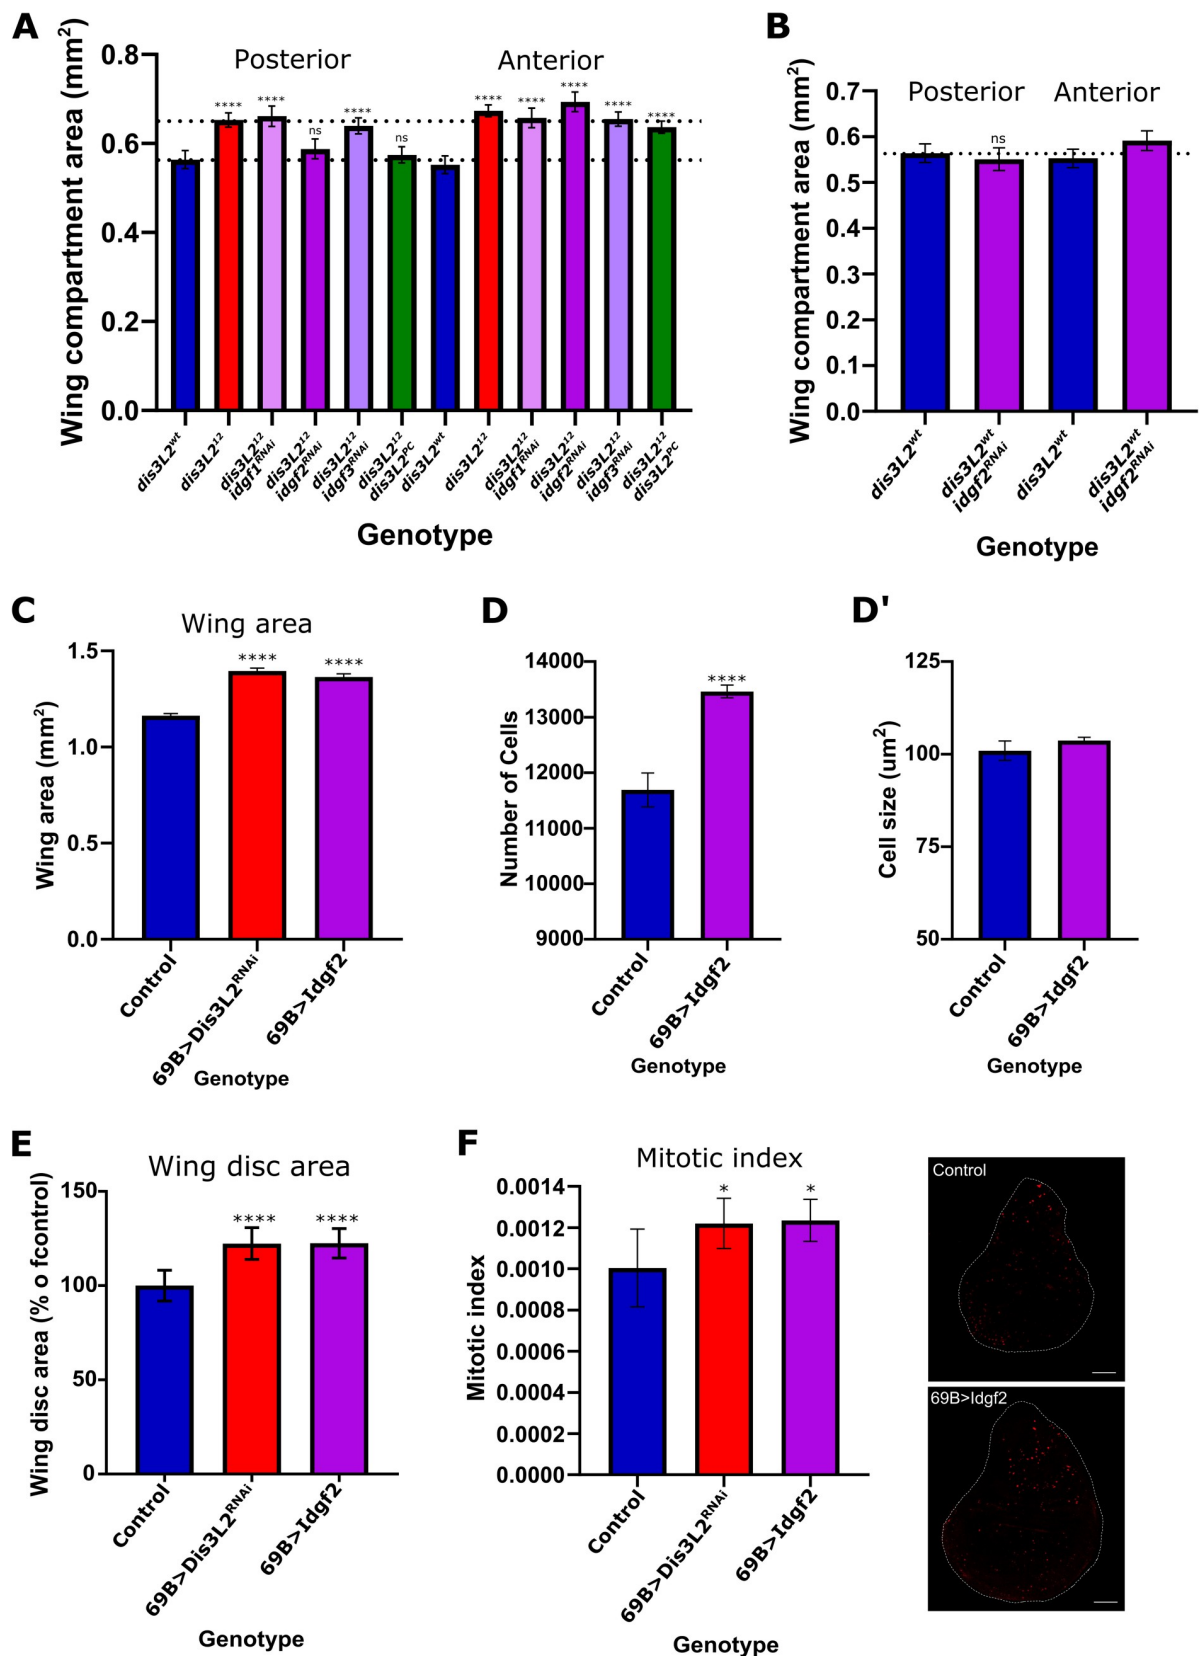 A
Wing compartment area (mm²)
0.8
0.6
0.4
0.2
0.0
Posterior
Anterior
****
****
ns
****
ns
****
****
****
****
****
dis3L2ʷᵗ
dis3L2¹²
dis3L2¹²
idgf1ᴿᴺᴬⁱ
dis3L2¹²
idgf2ᴿᴺᴬⁱ
dis3L2¹²
idgf3ᴿᴺᴬⁱ
dis3L2¹²
dis3L2ᴾᶜ
dis3L2ʷᵗ
dis3L2¹²
dis3L2¹²
idgf1ᴿᴺᴬⁱ
dis3L2¹²
idgf2ᴿᴺᴬⁱ
dis3L2¹²
idgf3ᴿᴺᴬⁱ
dis3L2¹²
dis3L2ᴾᶜ
Genotype
B
Wing compartment area (mm²)
0.7
0.6
0.5
0.4
0.3
0.2
0.1
0.0
Posterior
Anterior
ns
dis3L2ʷᵗ
dis3L2ʷᵗ
idgf2ᴿᴺᴬⁱ
dis3L2ʷᵗ
dis3L2ʷᵗ
idgf2ᴿᴺᴬⁱ
Genotype
C
Wing area
Wing area (mm²)
1.5
1.0
0.5
0.0
****
****
Control
69B>Dis3L2ᴿᴺᴬⁱ
69B>Idgf2
Genotype
D
Number of Cells
14000
13000
12000
11000
10000
9000
****
Control
69B>Idgf2
Genotype
D'
Cell size (um²)
125
100
75
50
Control
69B>Idgf2
Genotype
E
Wing disc area
Wing disc area (% o fcontrol)
150
100
50
0
****
****
Control
69B>Dis3L2ᴿᴺᴬⁱ
69B>Idgf2
Genotype
F
Mitotic index
Mitotic index
0.0014
0.0012
0.0010
0.0008
0.0006
0.0004
0.0002
0.0000
*
*
Control
69B>Dis3L2ᴿᴺᴬⁱ
69B>Idgf2
Genotype
Control
69B>Idgf2